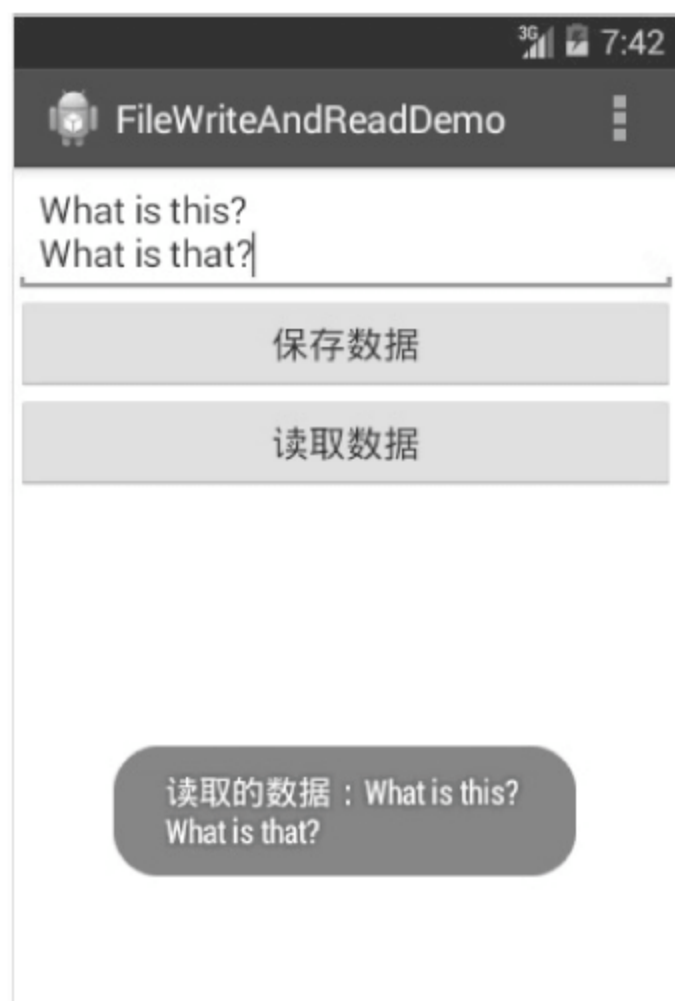 3G 7:42
FileWriteAndReadDemo
What is this?
What is that?
保存数据
读取数据
读取的数据：What is this?
What is that?